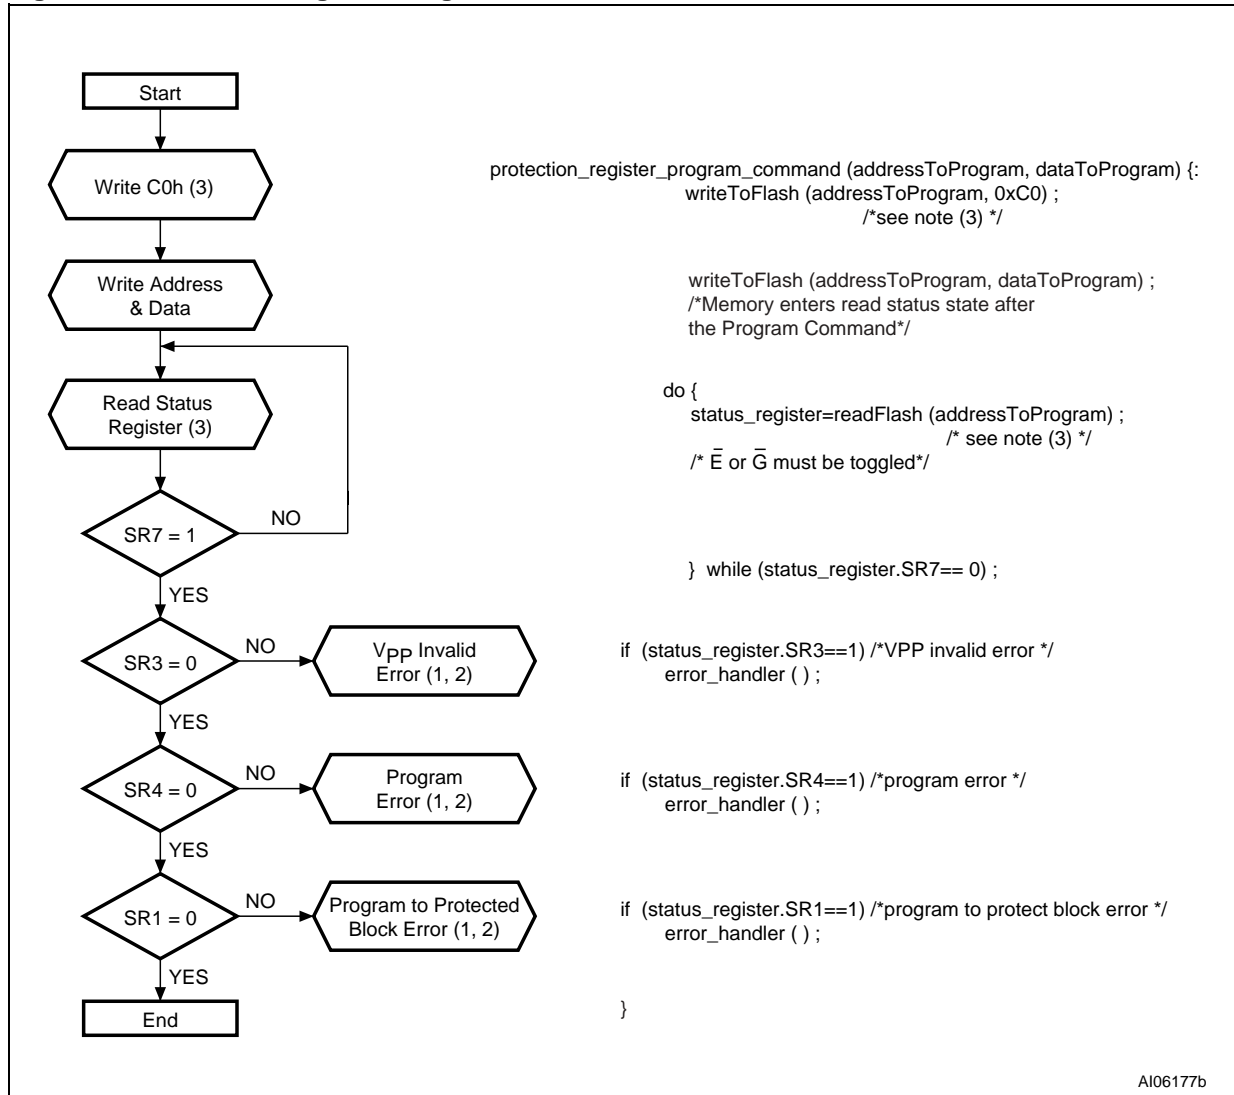 Start
Write C0h (3)
Write Address
& Data
Read Status
Register (3)
SR7 = 1
NO
YES
SR3 = 0
NO
VPP Invalid
Error (1, 2)
YES
SR4 = 0
NO
Program
Error (1, 2)
YES
SR1 = 0
NO
Program to Protected
Block Error (1, 2)
YES
End
protection_register_program_command (addressToProgram, dataToProgram) {:
writeToFlash (addressToProgram, 0xC0) ;
/*see note (3) */
writeToFlash (addressToProgram, dataToProgram) ;
/*Memory enters read status state after
the Program Command*/
do {
status_register=readFlash (addressToProgram) ;
/* see note (3) */
/* E̅ or G̅ must be toggled*/
} while (status_register.SR7== 0) ;
if (status_register.SR3==1) /*VPP invalid error */
error_handler ( ) ;
if (status_register.SR4==1) /*program error */
error_handler ( ) ;
if (status_register.SR1==1) /*program to protect block error */
error_handler ( ) ;
}
AI06177b